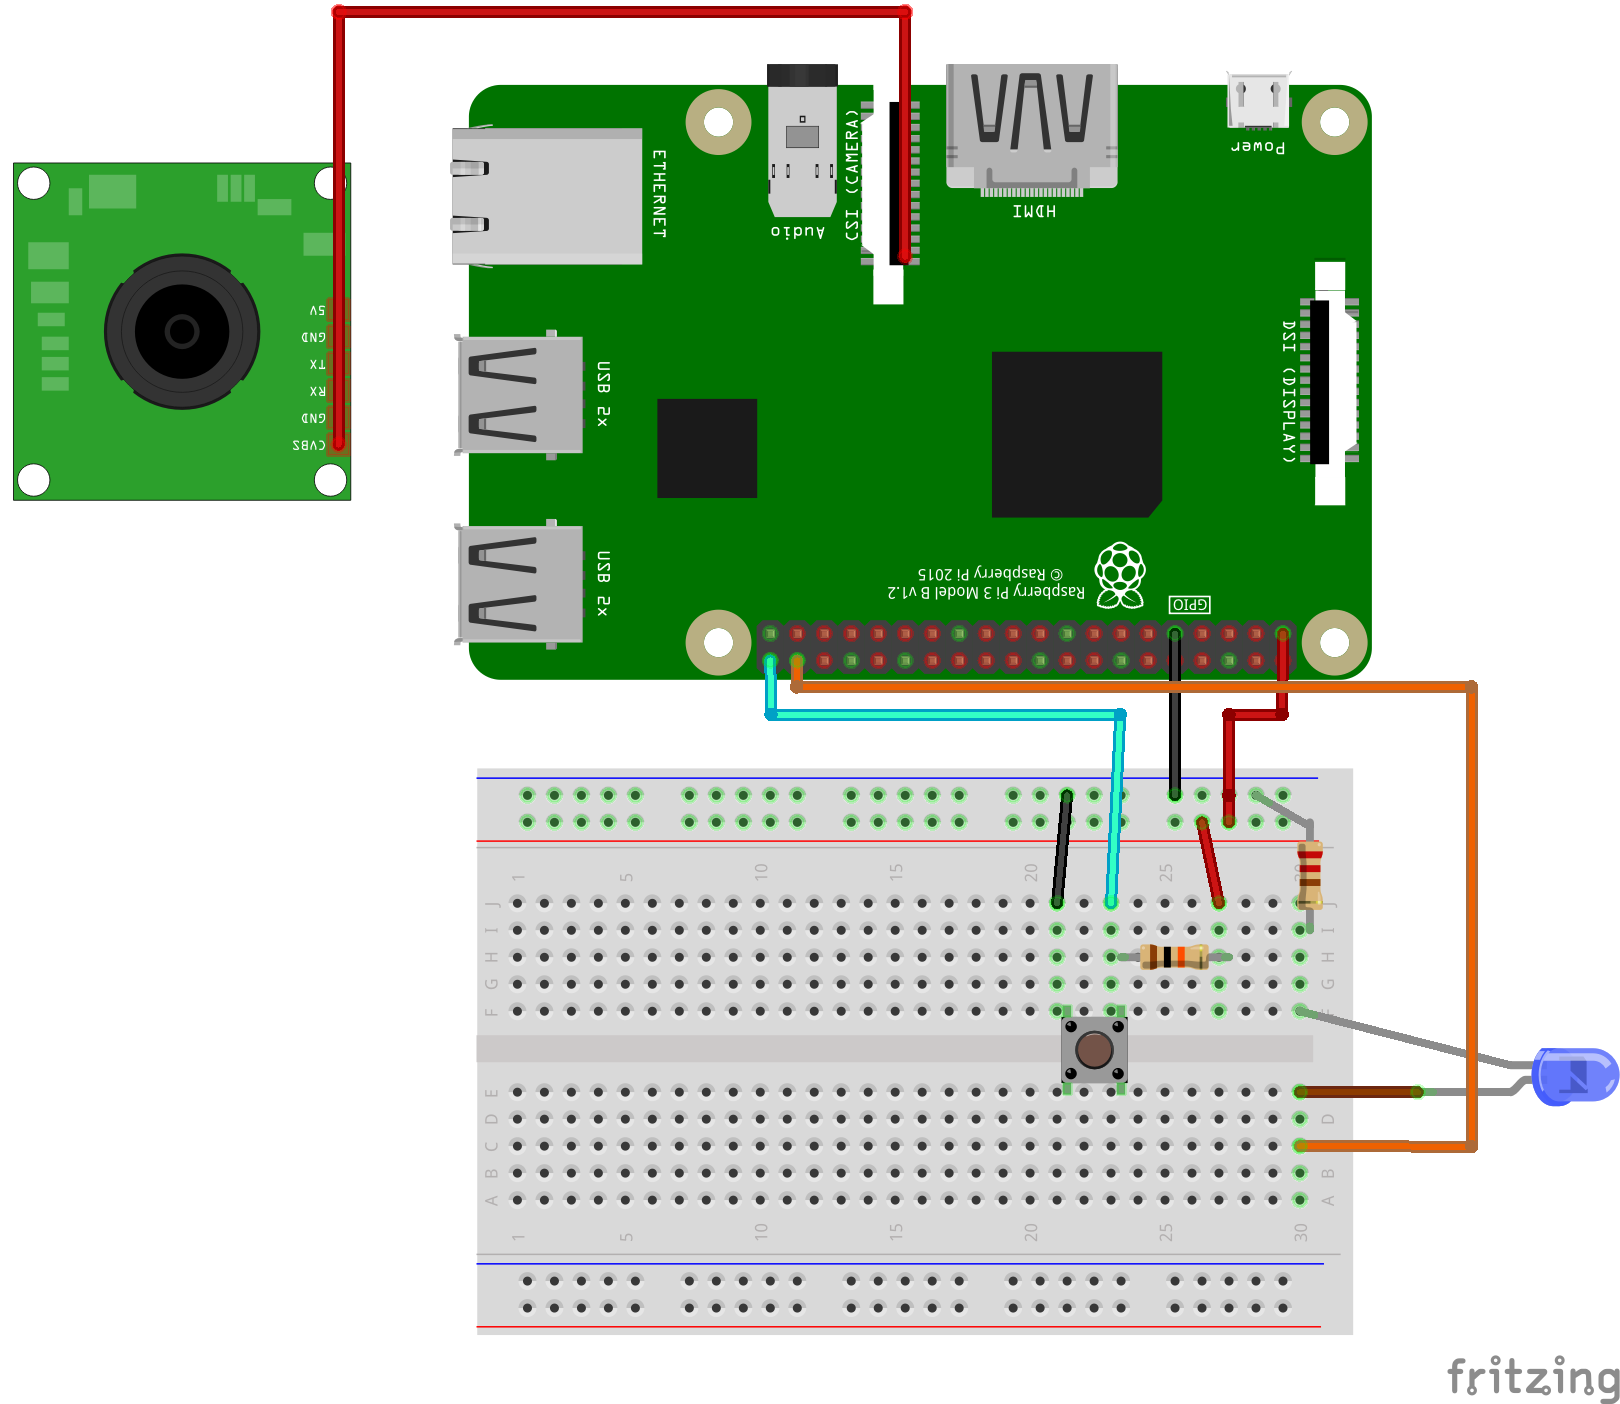 ETHERNET
Audio
CSI (CAMERA)
HDMI
Power
5V
GND
TX
RX
GND
CVBS
USB 2x
DSI (DISPLAY)
USB 2x
Raspberry Pi 3 Model B v1.2
© Raspberry Pi 2015
GPIO
1 5 10 15 20 25 30
J J
I I
H H
G G
F F
E
D D
C
B B
A A
1 5 10 15 20 25 30
fritzing